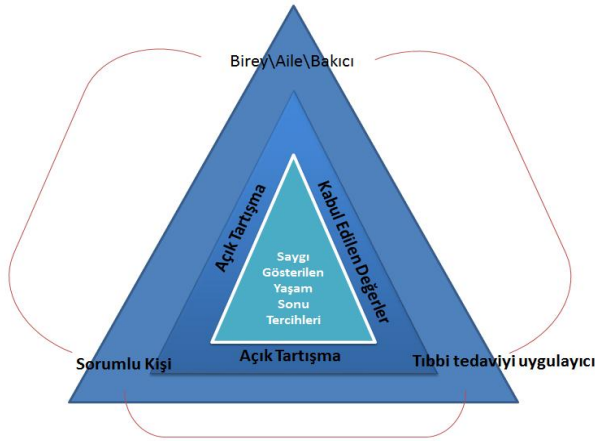 Birey\Aile\Bakıcı
Açık Tartışma
Kabul Edilen Değerler
Saygı
Gösterilen
Yaşam
Sonu
Tercihleri
Açık Tartışma
Sorumlu Kişi
Tıbbi tedaviyi uygulayıcı